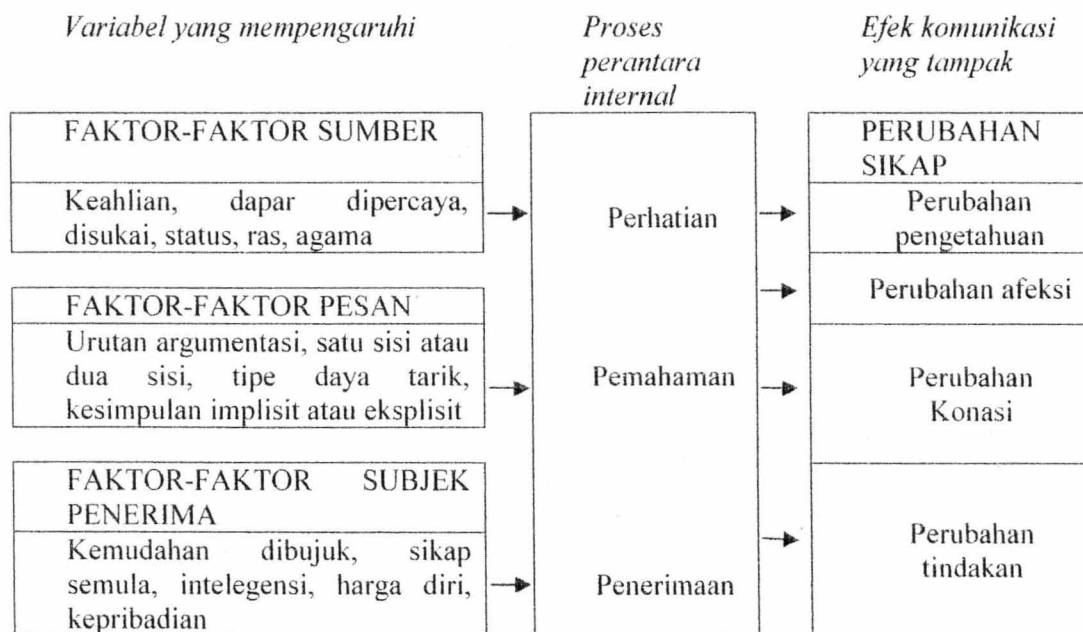 Variabel yang mempengaruhi
Proses
perantara
internal
Efek komunikasi
yang tampak
FAKTOR-FAKTOR SUMBER
Keahlian, dapar dipercaya,
disukai, status, ras, agama
FAKTOR-FAKTOR PESAN
Urutan argumentasi, satu sisi atau
dua sisi, tipe daya tarik,
kesimpulan implisit atau eksplisit
FAKTOR-FAKTOR SUBJEK
PENERIMA
Kemudahan dibujuk, sikap
semula, intelegensi, harga diri,
kepribadian
Perhatian
Pemahaman
Penerimaan
PERUBAHAN
SIKAP
Perubahan
pengetahuan
Perubahan afeksi
Perubahan
Konasi
Perubahan
tindakan